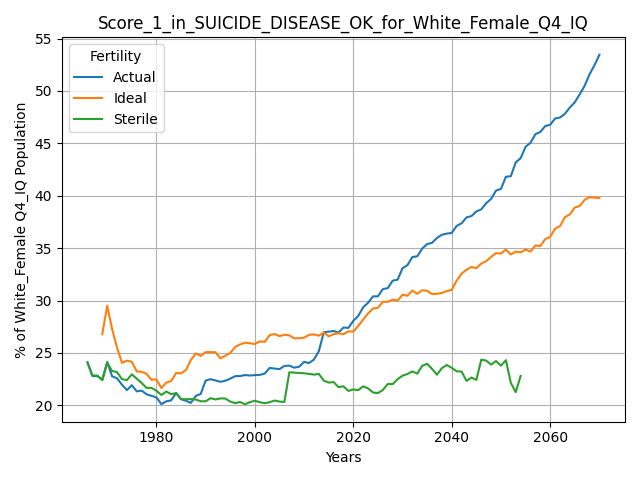 Score_1_in_SUICIDE_DISEASE_OK_for_White_Female_Q4_IQ
% of White_Female Q4_IQ Population
55
50
45
40
35
30
25
20
Fertility
Actual
Ideal
Sterile
1980
2000
2020
2040
2060
Years